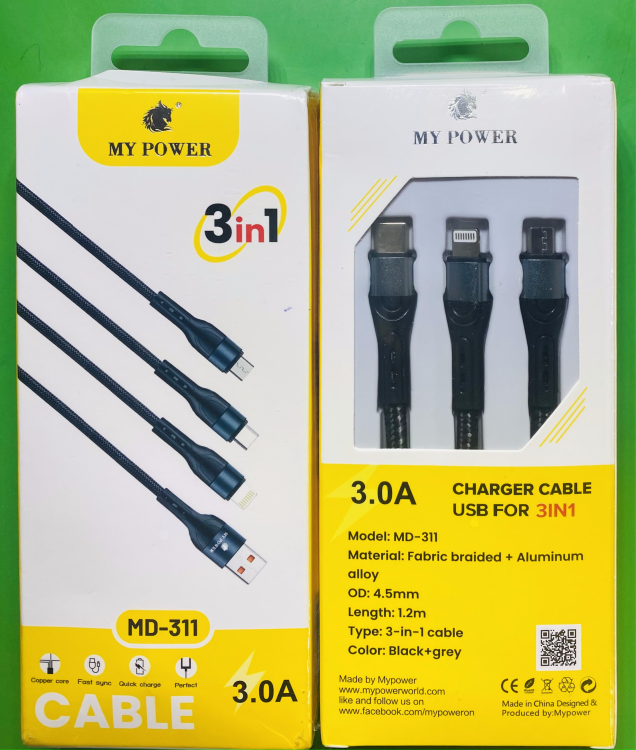 MY POWER
®
3in1
MD-311
Copper core
Fast sync
Quick charge
Perfect
3.0A
CABLE
MY POWER
3.0A
CHARGER CABLE
USB FOR 3IN1
Model: MD-311
Material: Fabric braided + Aluminum
alloy
OD: 4.5mm
Length: 1.2m
Type: 3-in-1 cable
Color: Black+grey
Made by Mypower
www.mypowerworld.com
like and follow us on
www.facebook.com/mypoweron
CE
Made in China Designed &
Produced by:Mypower